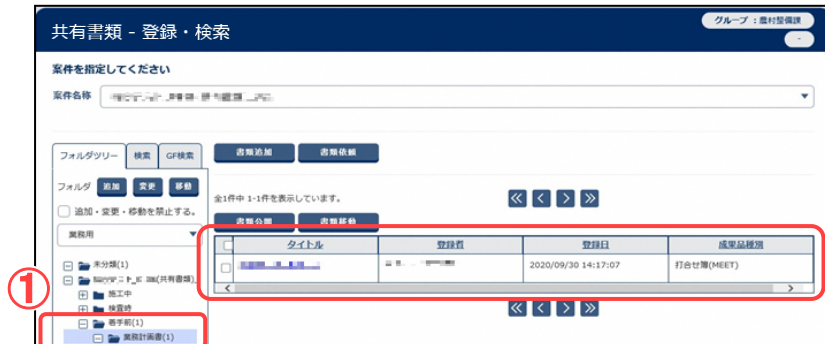 共有書類 - 登録・検索
グループ : 農村整備課
-
案件を指定してください
案件名称
フォルダツリー 検索 GF検索
書類追加 書類依頼
フォルダ 追加 変更 移動
全1件中 1-1件を表示しています。
追加・変更・移動を禁止する。
書類公開 書類移動
業務用
タイトル 登録者 登録日 成果品種別
2020/09/30 14:17:07 打合せ簿(MEET)
未分類(1)
(共有書類)
①
施工中
検査時
着手前(1)
業務計画書(1)